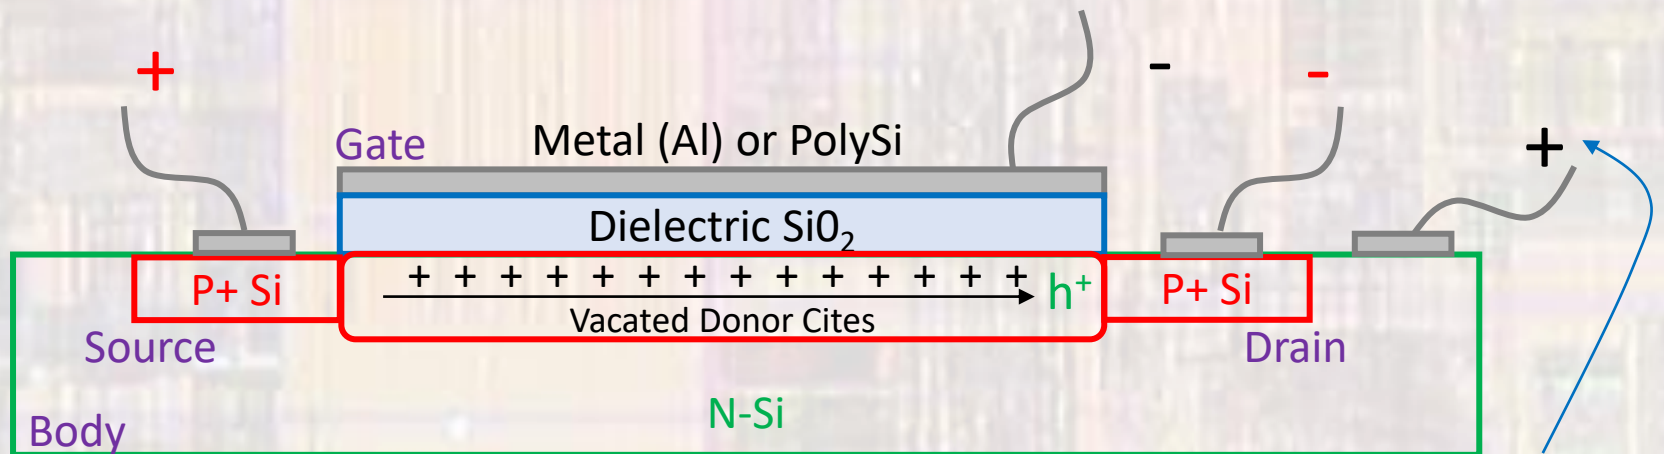 +
-
-
+
Gate
Metal (Al) or PolySi
Dielectric Si0₂
P+ Si
+ + + + + + + + + + + + + +
h⁺
P+ Si
Vacated Donor Cites
Source
Drain
N-Si
Body